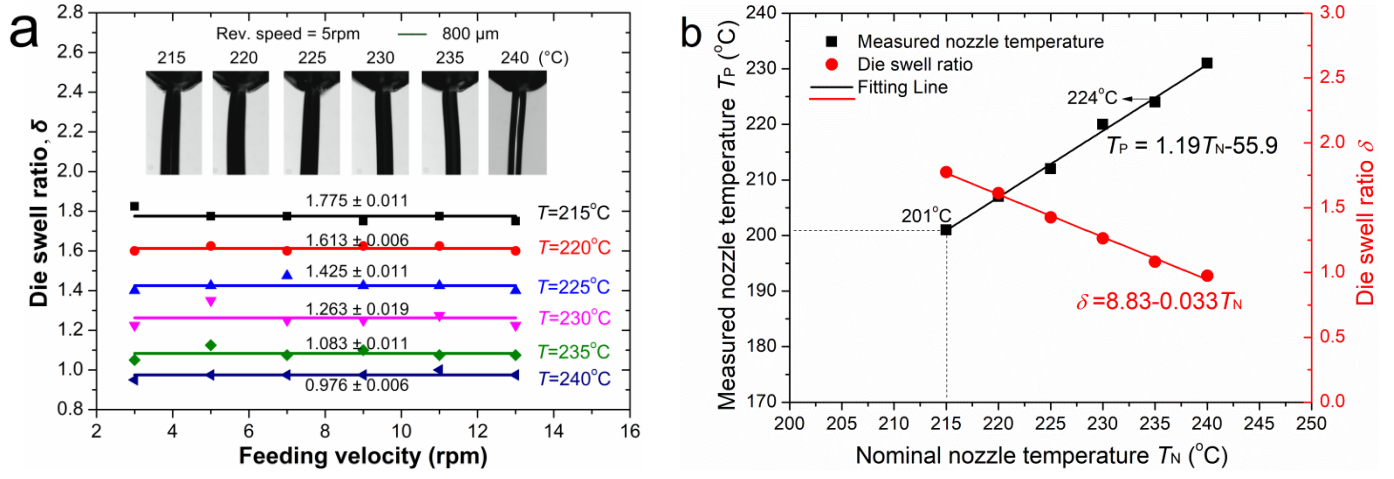 a
Rev. speed = 5rpm
800 µm
215 220 225 230 235 240 (°C)
2.8
2.6
2.4
2.2
2.0
1.8
1.6
1.4
1.2
1.0
0.8
Die swell ratio, δ
1.775 ± 0.011
T=215°C
1.613 ± 0.006
T=220°C
1.425 ± 0.011
T=225°C
1.263 ± 0.019
T=230°C
1.083 ± 0.011
T=235°C
0.976 ± 0.006
T=240°C
2 4 6 8 10 12 14 16
Feeding velocity (rpm)
b
240
230
220
210
200
190
180
170
Measured nozzle temperature TP (°C)
Measured nozzle temperature
Die swell ratio
Fitting Line
224°C
TP = 1.19TN-55.9
201°C
δ =8.83-0.033TN
3.0
2.5
2.0
1.5
1.0
0.5
0.0
Die swell ratio δ
200 205 210 215 220 225 230 235 240 245 250
Nominal nozzle temperature TN (°C)